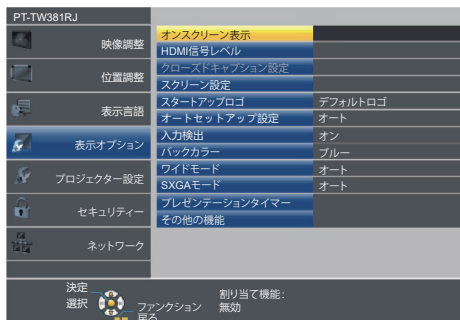 PT-TW381RJ
映像調整
位置調整
表示言語
表示オプション
プロジェクター設定
セキュリティー
ネットワーク
オンスクリーン表示
HDMI信号レベル
クローズドキャプション設定
スクリーン設定
スタートアップロゴ デフォルトロゴ
オートセットアップ設定 オート
入力検出 オン
バックカラー ブルー
ワイドモード オート
SXGAモード オート
プレゼンテーションタイマー
その他の機能
決定
選択
ファンクション
戻る
割り当て機能:
無効